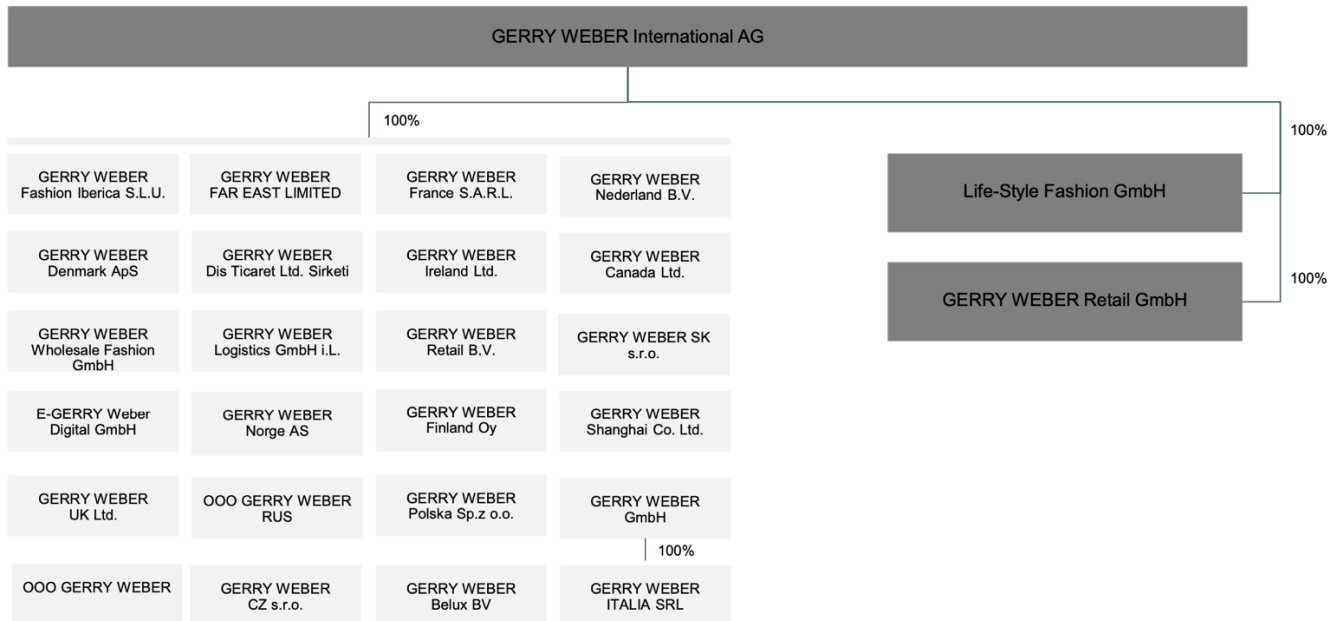 GERRY WEBER International AG
100%
100%
GERRY WEBER
Fashion Iberica S.L.U.
GERRY WEBER
FAR EAST LIMITED
GERRY WEBER
France S.A.R.L.
GERRY WEBER
Nederland B.V.
Life-Style Fashion GmbH
GERRY WEBER
Denmark ApS
GERRY WEBER
Dis Ticaret Ltd. Sirketi
GERRY WEBER
Ireland Ltd.
GERRY WEBER
Canada Ltd.
100%
GERRY WEBER Retail GmbH
GERRY WEBER
Wholesale Fashion
GmbH
GERRY WEBER
Logistics GmbH i.L.
GERRY WEBER
Retail B.V.
GERRY WEBER SK
s.r.o.
E-GERRY Weber
Digital GmbH
GERRY WEBER
Norge AS
GERRY WEBER
Finland Oy
GERRY WEBER
Shanghai Co. Ltd.
GERRY WEBER
UK Ltd.
OOO GERRY WEBER
RUS
GERRY WEBER
Polska Sp.z o.o.
GERRY WEBER
GmbH
100%
OOO GERRY WEBER
GERRY WEBER
CZ s.r.o.
GERRY WEBER
Belux BV
GERRY WEBER
ITALIA SRL